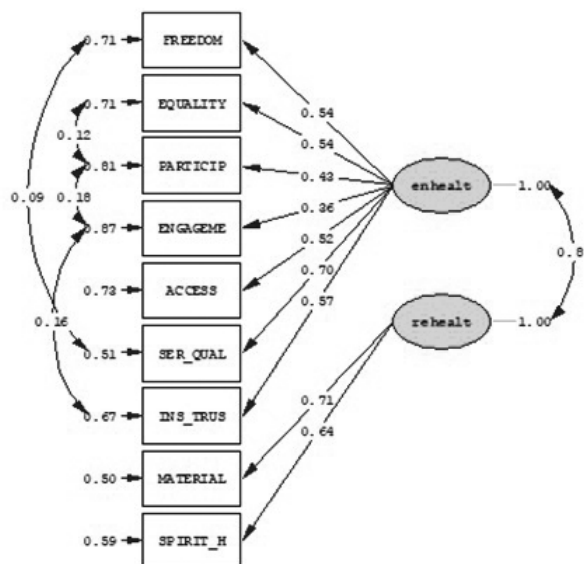 0.71 FREEDOM
0.54
0.71 EQUALITY
0.54
0.12
0.81 PARTICIP
0.43
enhealt 1.00
0.09
0.18
0.36
0.87 ENGAGEME
0.52
0.8
0.73 ACCESS
0.70
0.57
0.16
rehealt 1.00
0.51 SER_QUAL
0.71
0.67 INS_TRUS
0.64
0.50 MATERIAL
0.59 SPIRIT_H